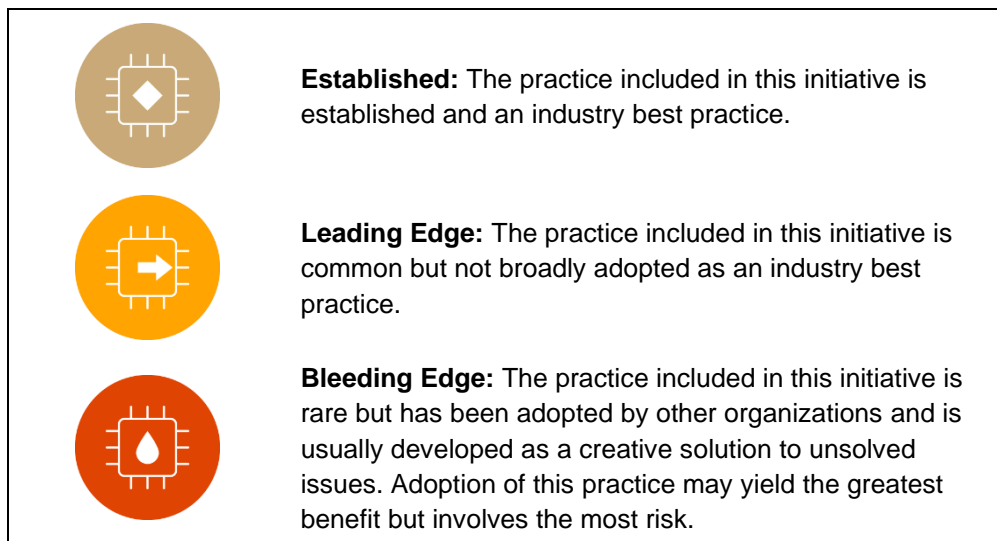 Established: The practice included in this initiative is
established and an industry best practice.
Leading Edge: The practice included in this initiative is
common but not broadly adopted as an industry best
practice.
Bleeding Edge: The practice included in this initiative is
rare but has been adopted by other organizations and is
usually developed as a creative solution to unsolved
issues. Adoption of this practice may yield the greatest
benefit but involves the most risk.